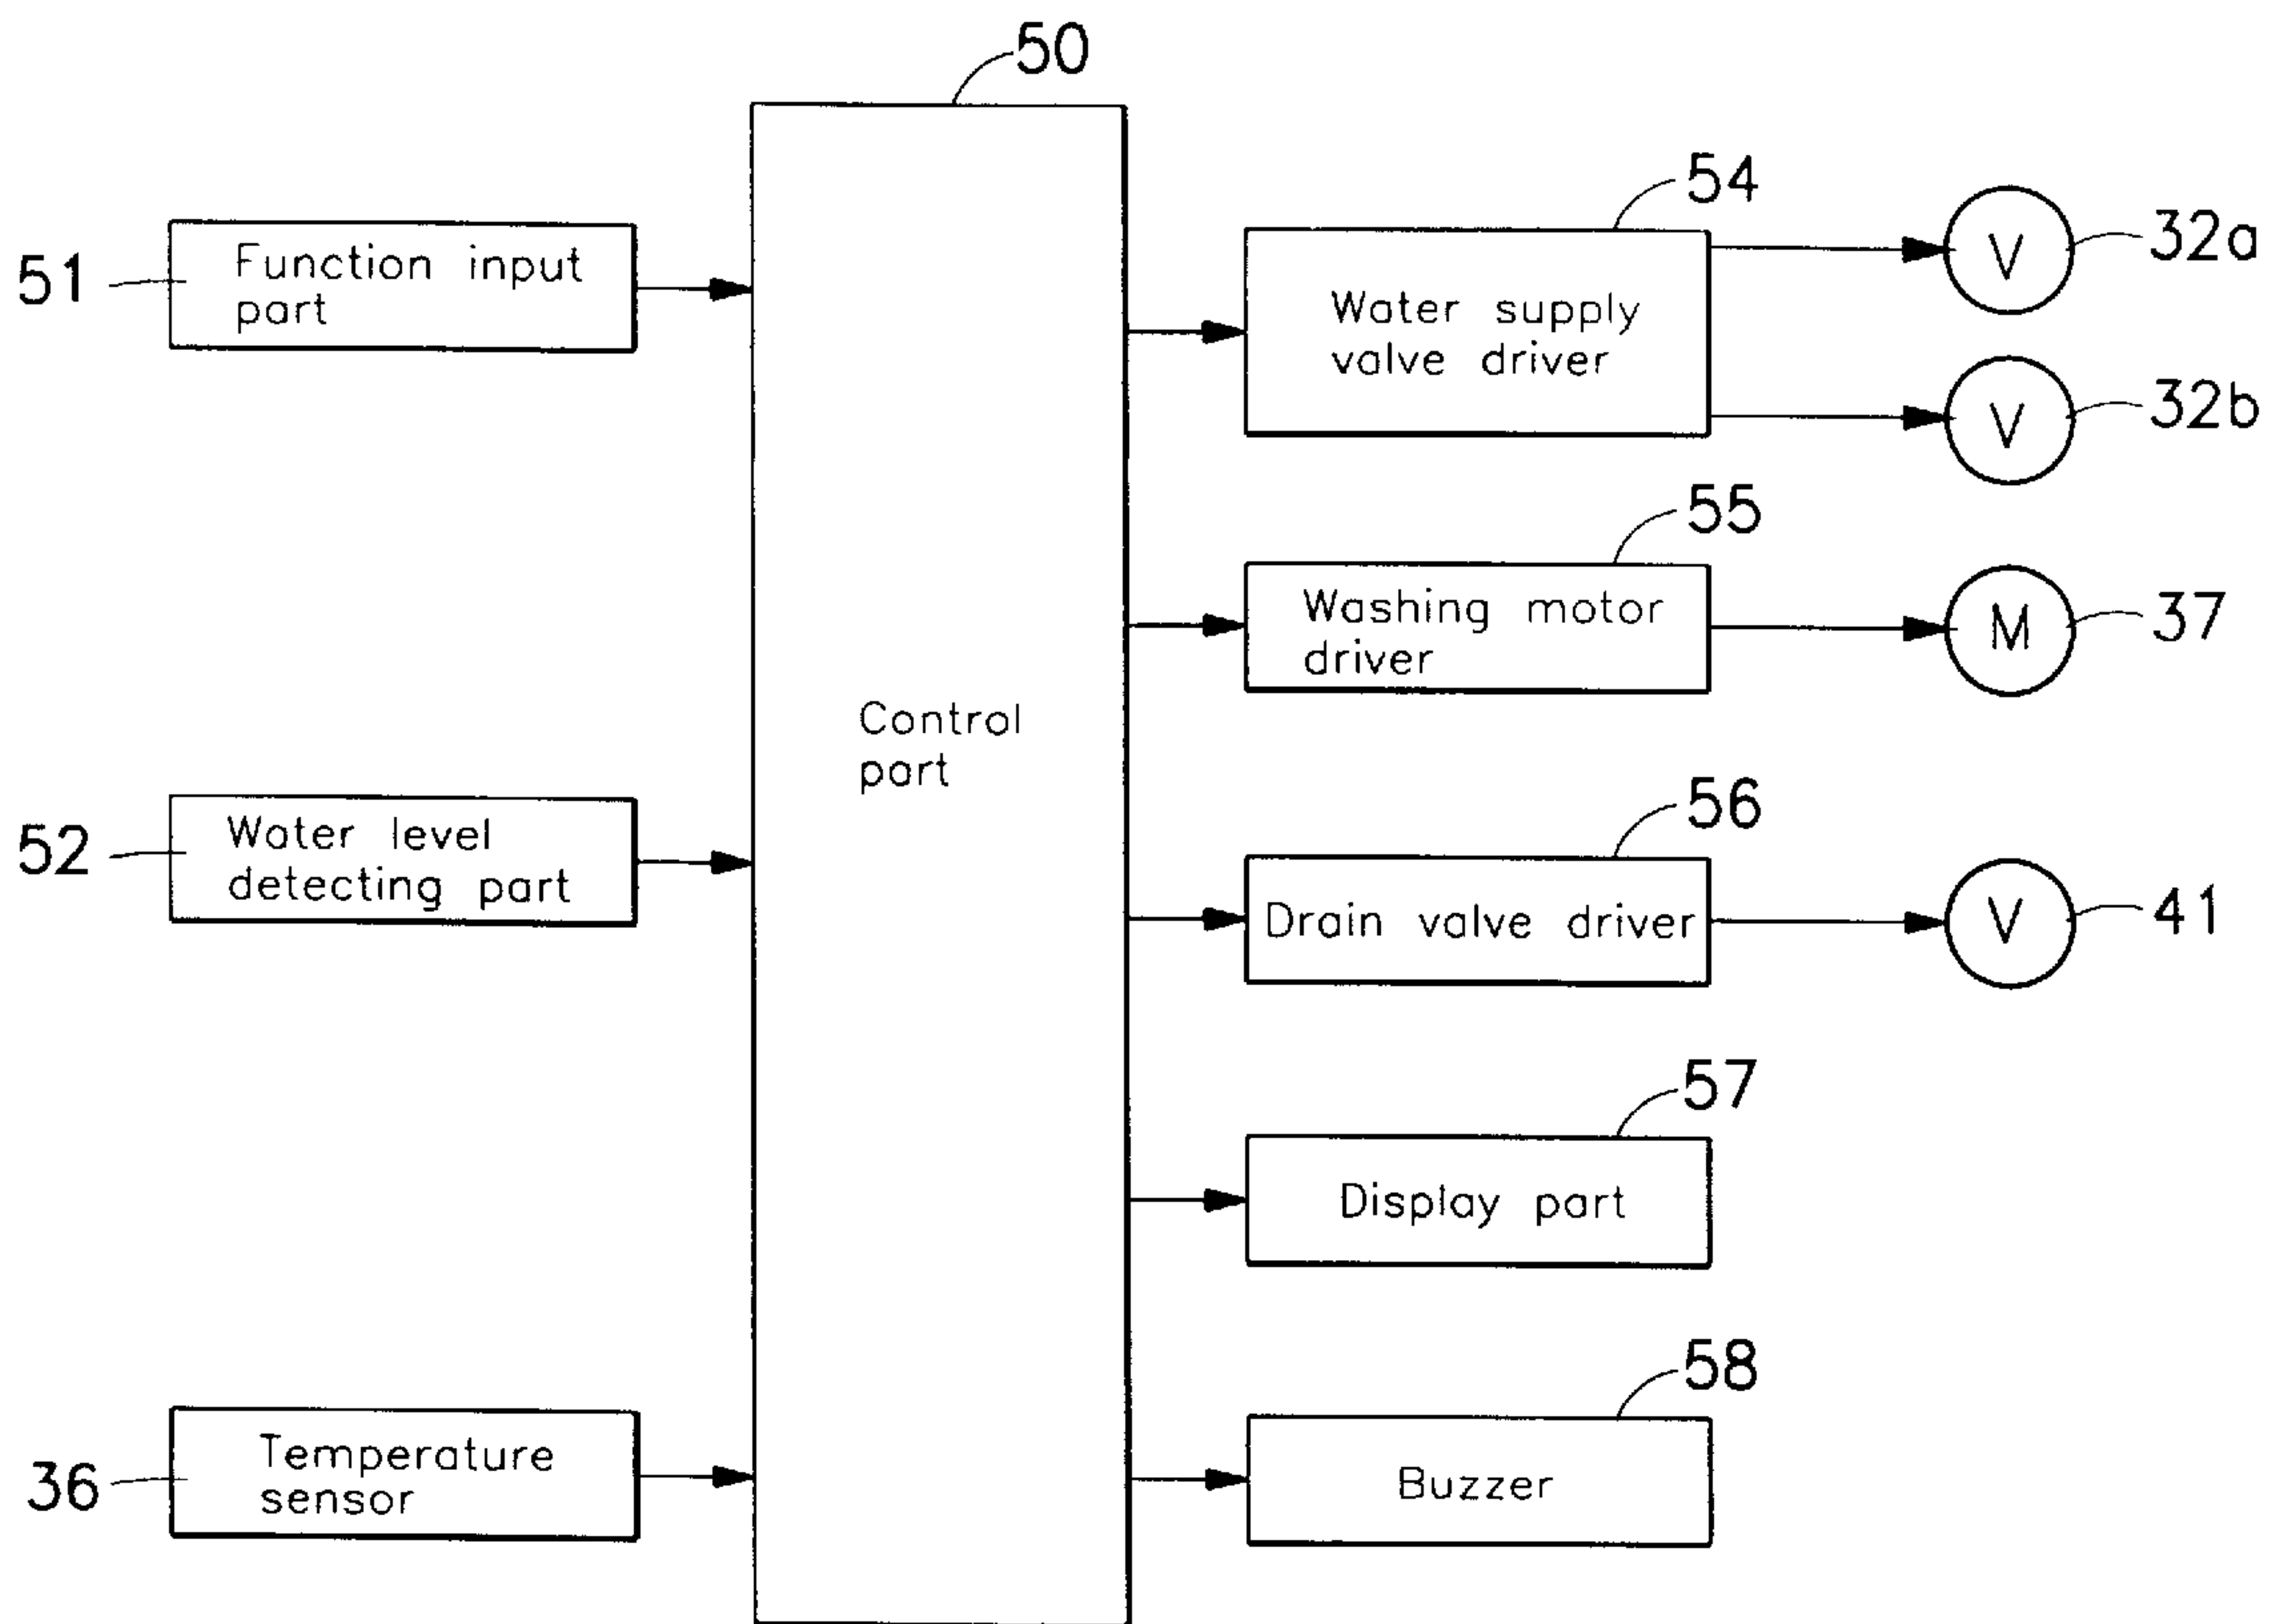 50
51
Function input
part
52
Water level
detecting part
36
Temperature
sensor
Control
part
54
Water supply
valve driver
V
32a
V
32b
55
Washing motor
driver
M
37
56
Drain valve driver
V
41
57
Display part
58
Buzzer